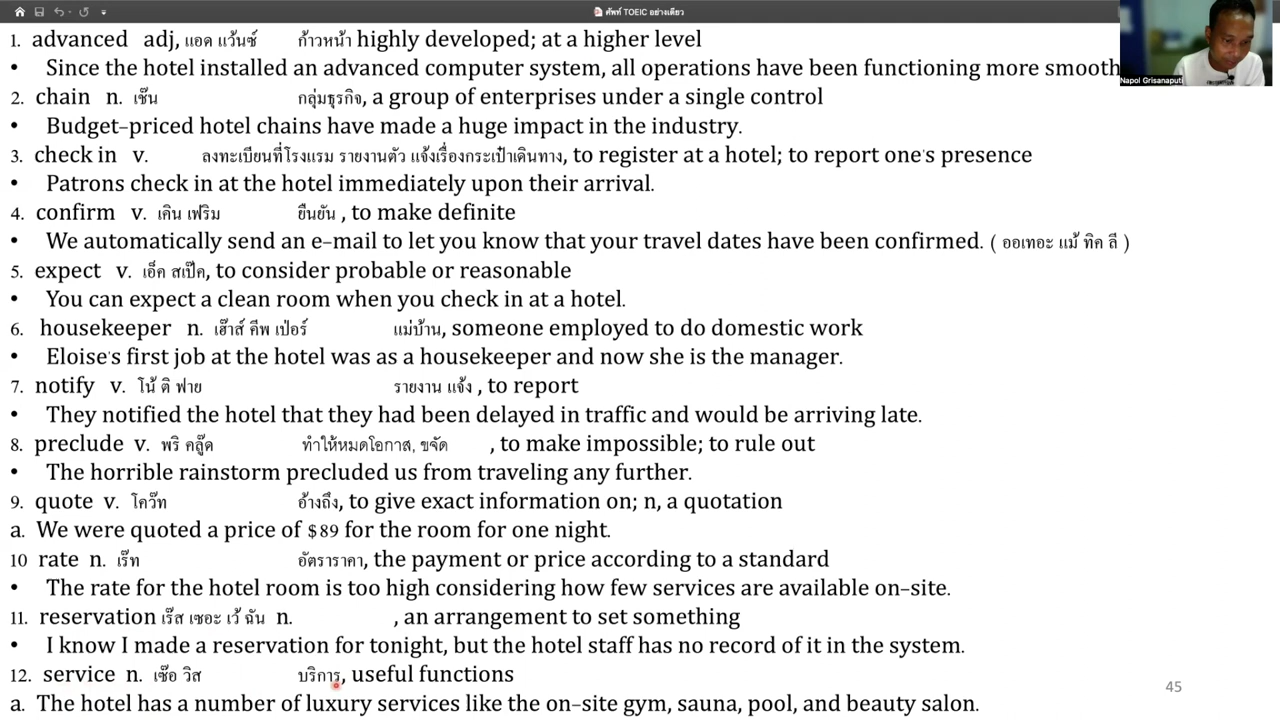 ศัพท์ TOEIC อย่างเดียว
1. advanced adj, แอด แว้นซ์ ก้าวหน้า highly developed; at a higher level
• Since the hotel installed an advanced computer system, all operations have been functioning more smooth
Napol Grisanaputi
2. chain n. เช๊น กลุ่มธุรกิจ, a group of enterprises under a single control
• Budget-priced hotel chains have made a huge impact in the industry.
3. check in v. ลงทะเบียนที่โรงแรม รายงานตัว แจ้งเรื่องกระเป๋าเดินทาง, to register at a hotel; to report one's presence
• Patrons check in at the hotel immediately upon their arrival.
4. confirm v. เคิน เฟริม ยืนยัน , to make definite
• We automatically send an e-mail to let you know that your travel dates have been confirmed. ( ออเทอะ แม้ ทิค ลี )
5. expect v. เอ็ค สเป๊ค, to consider probable or reasonable
• You can expect a clean room when you check in at a hotel.
6. housekeeper n. เฮ๊าส์ คีพ เป่อร์ แม่บ้าน, someone employed to do domestic work
• Eloise's first job at the hotel was as a housekeeper and now she is the manager.
7. notify v. โน้ ติ ฟาย รายงาน แจ้ง , to report
• They notified the hotel that they had been delayed in traffic and would be arriving late.
8. preclude v. พริ คลู๊ด ทำให้หมดโอกาส, ขจัด , to make impossible; to rule out
• The horrible rainstorm precluded us from traveling any further.
9. quote v. โคว๊ท อ้างถึง, to give exact information on; n, a quotation
a. We were quoted a price of $89 for the room for one night.
10 rate n. เร๊ท อัตราราคา, the payment or price according to a standard
• The rate for the hotel room is too high considering how few services are available on-site.
11. reservation เร๊ส เซอะ เว้ ฉัน n. , an arrangement to set something
• I know I made a reservation for tonight, but the hotel staff has no record of it in the system.
12. service n. เซ๊อ วิส บริการ, useful functions
45
a. The hotel has a number of luxury services like the on-site gym, sauna, pool, and beauty salon.